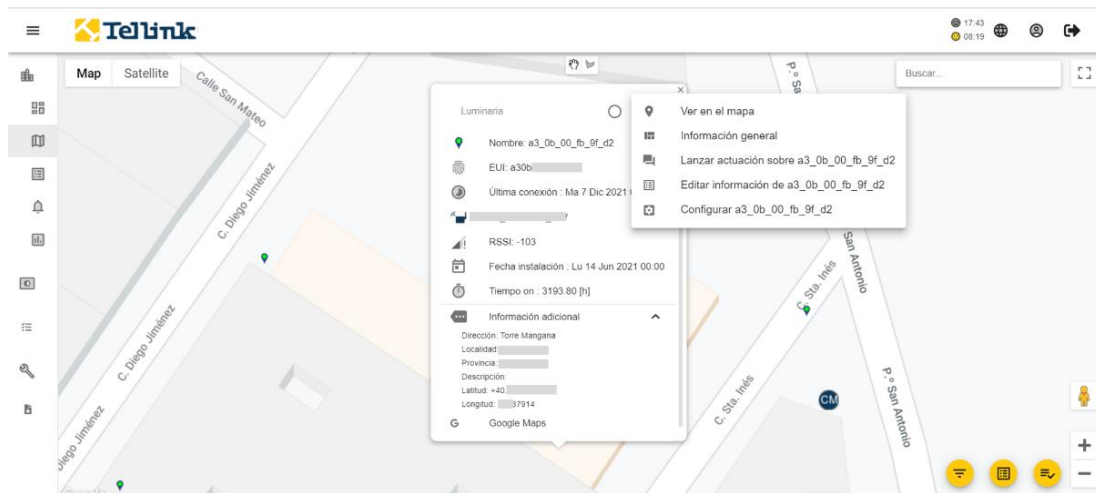 Tellink
17:43
08:19
Map Satellite
Buscar...
Calle San Mateo
C. Diego Jiménez
C. Diego Jiménez
Diego Jiménez
P.º Sa
San Antonio
C. Sta. Inés
C. Sta. Inés
P.º San Antonio
CM
Luminaria
Nombre: a3_0b_00_fb_9f_d2
EUI: a30b
Última conexión : Ma 7 Dic 2021
RSSI: -103
Fecha instalación : Lu 14 Jun 2021 00:00
Tiempo on : 3193.80 [h]
Información adicional
Dirección: Torre Mangana
Localidad:
Provincia:
Descripción:
Latitud: +40.
Longitud: 37914
G Google Maps
Ver en el mapa
Información general
Lanzar actuación sobre a3_0b_00_fb_9f_d2
Editar información de a3_0b_00_fb_9f_d2
Configurar a3_0b_00_fb_9f_d2